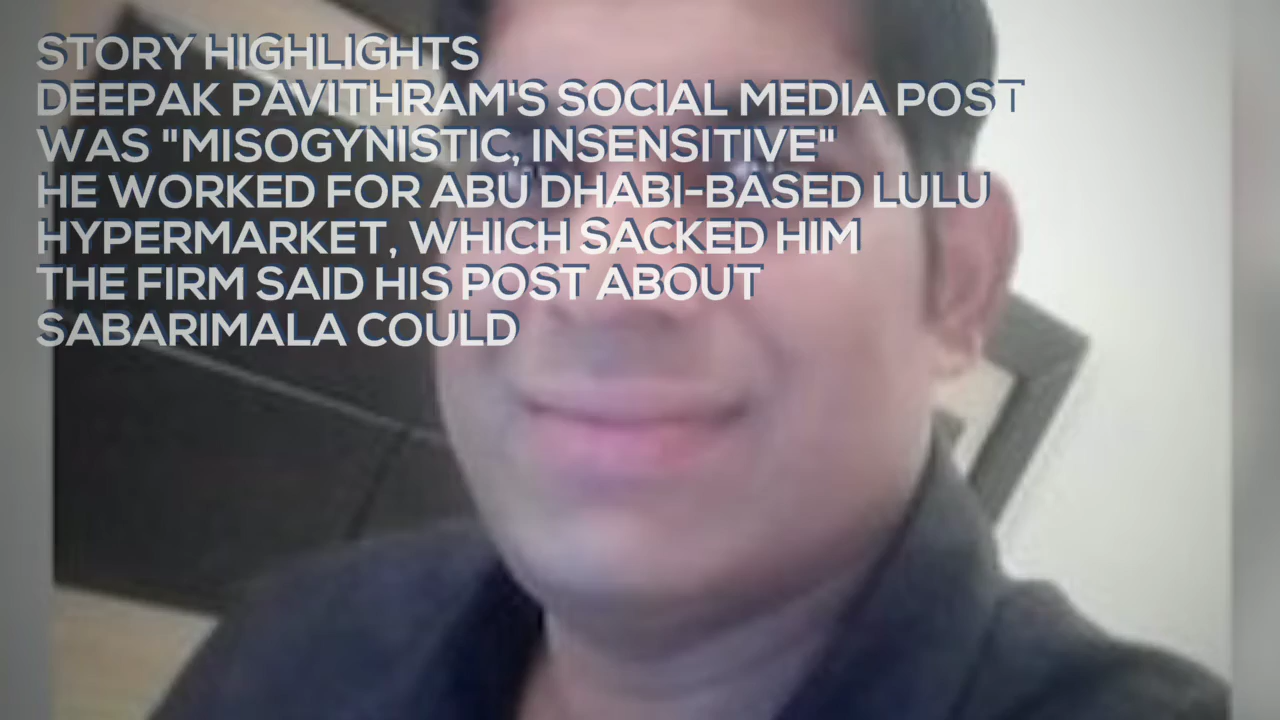 STORY HIGHLIGHTS
DEEPAK PAVITHRAM'S SOCIAL MEDIA POST
WAS "MISOGYNISTIC, INSENSITIVE"
HE WORKED FOR ABU DHABI-BASED LULU
HYPERMARKET, WHICH SACKED HIM
THE FIRM SAID HIS POST ABOUT
SABARIMALA COULD